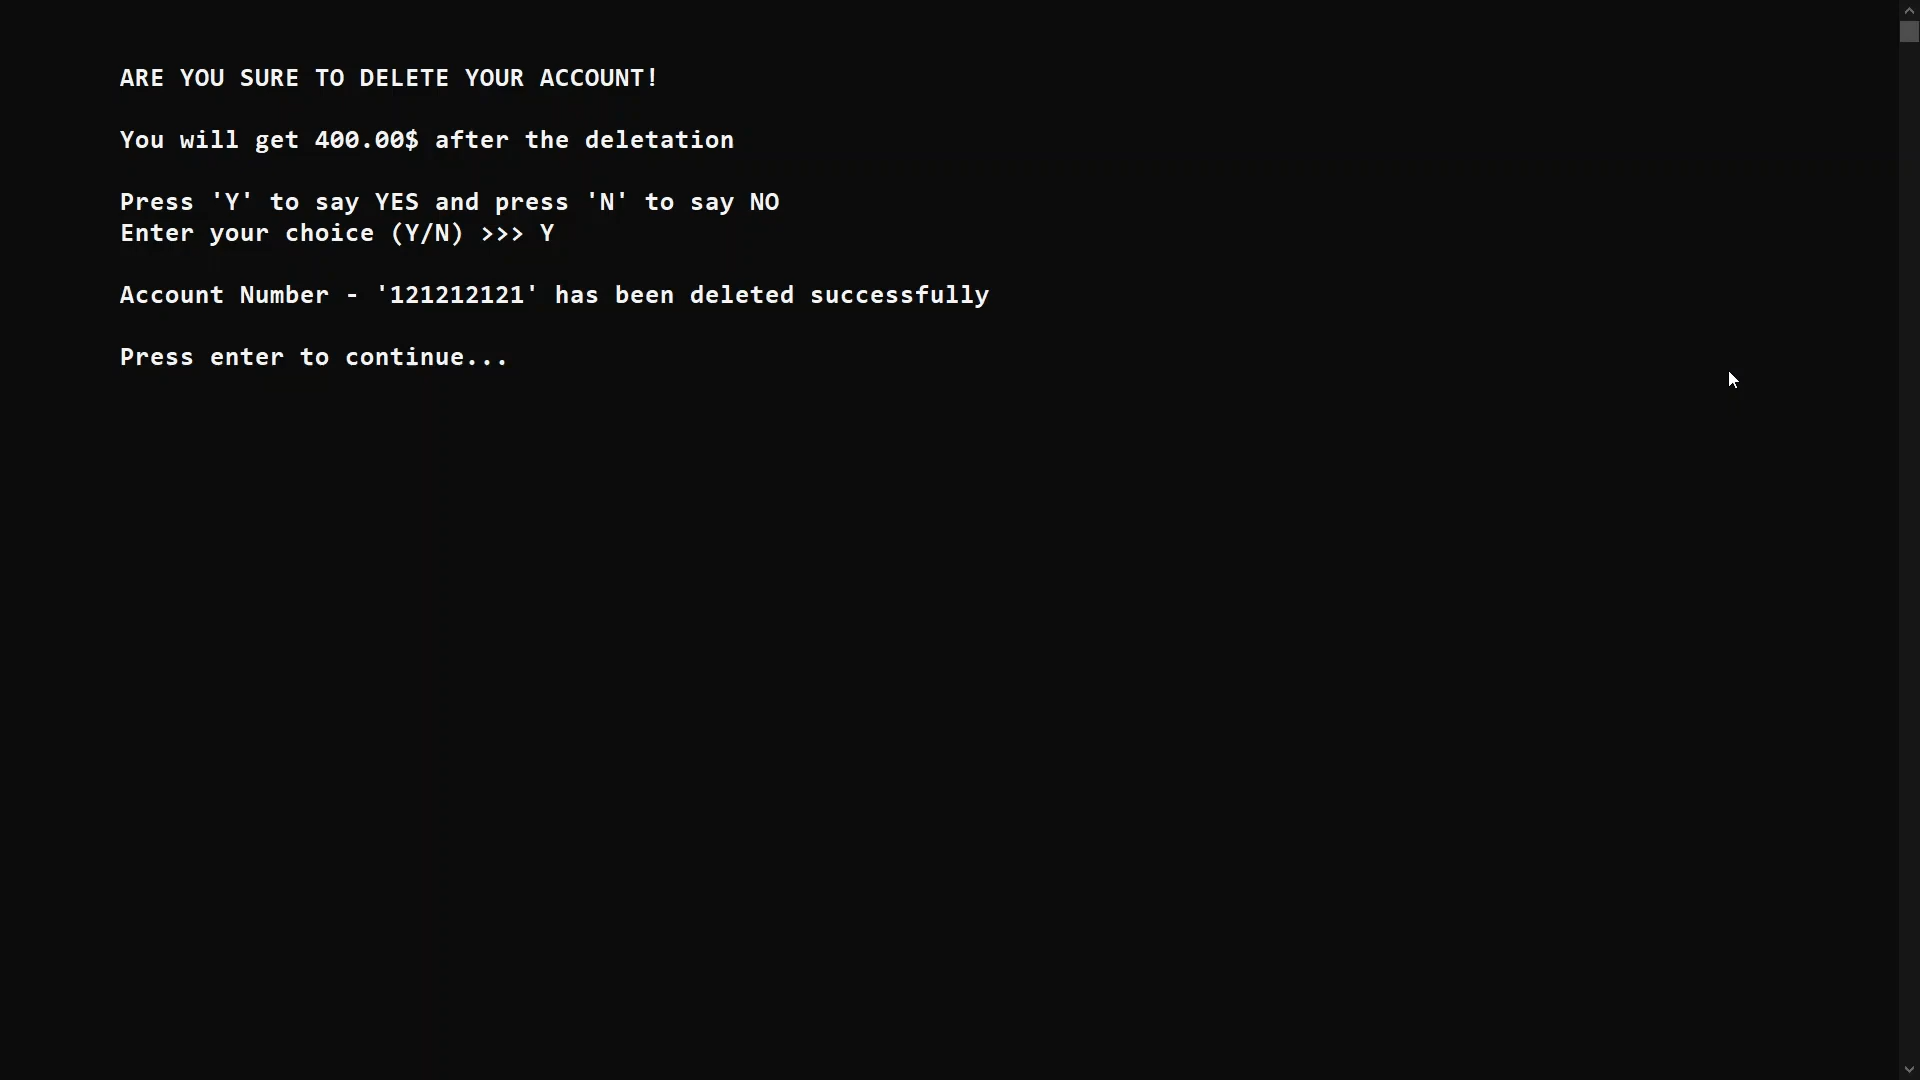 ARE YOU SURE TO DELETE YOUR ACCOUNT!
You will get 400.00$ after the deletation
Press 'Y' to say YES and press 'N' to say NO
Enter your choice (Y/N) >>> Y
Account Number - '121212121' has been deleted successfully
Press enter to continue...